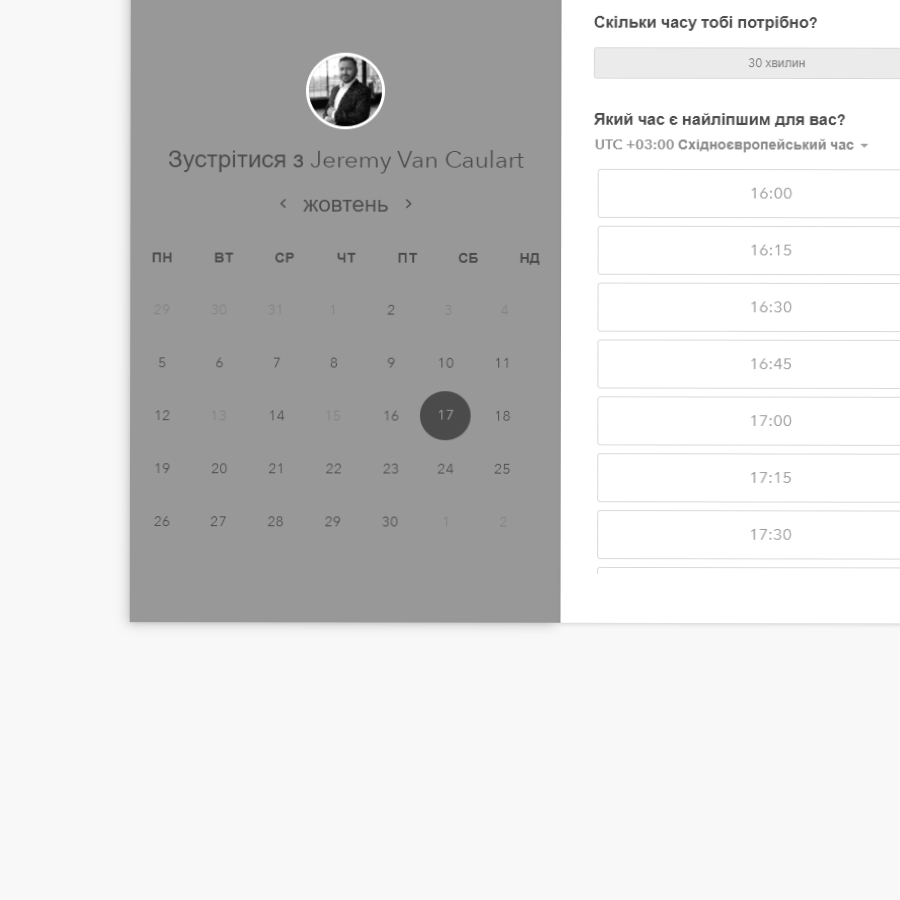 Зустрітися з Jeremy Van Caulart
‹ жовтень ›
ПН ВТ СР ЧТ ПТ СБ НД
29 30 31 1 2 3 4
5 6 7 8 9 10 11
12 13 14 15 16 17 18
19 20 21 22 23 24 25
26 27 28 29 30 1 2
Скільки часу тобі потрібно?
30 хвилин
Який час є найліпшим для вас?
UTC +03:00 Східноєвропейський час
16:00
16:15
16:30
16:45
17:00
17:15
17:30